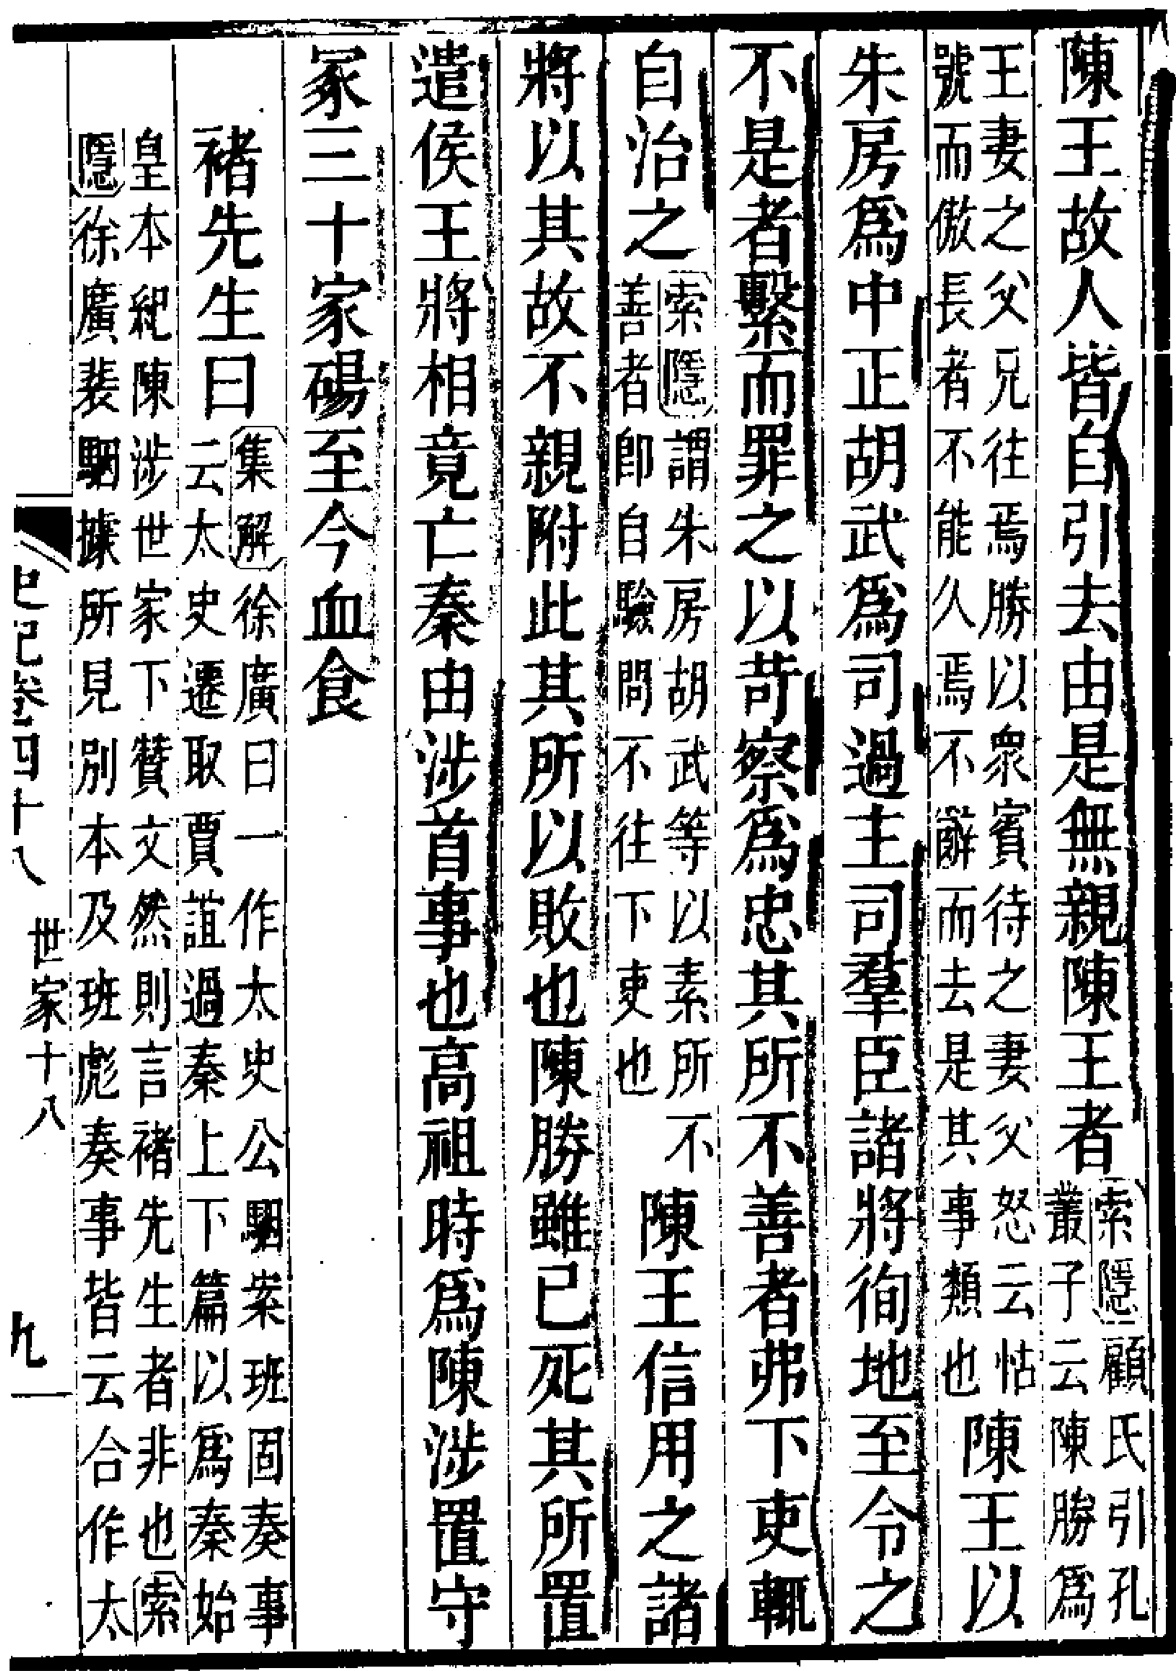 陳王故人皆自引去由是無親陳王者索隱顧氏引孔
叢子云陳勝爲
王妻之父兄往焉勝以衆賓待之妻父怒云怙
號而傲長者不能久焉不辭而去是其事類也陳王以
朱房爲中正胡武爲司過主司羣臣諸將徇地至令之
不是者繫而罪之以苛察爲忠其所不善者弗下吏輒
自治之索隱謂朱房胡武等以素所不
善者即自驗問不往下吏也陳王信用之諸
將以其故不親附此其所以敗也陳勝雖已死其所置
遣侯王將相竟亡秦由涉首事也高祖時爲陳涉置守
冢三十家碭至今血食
褚先生曰集解徐廣曰一作太史公駰案班固奏事
云太史遷取賈誼過秦上下篇以爲秦始
皇本紀陳涉世家下贊文然則言褚先生者非也索
隱徐廣裴駰據所見別本及班彪奏事皆云合作太
史記卷四十八 世家十八 九